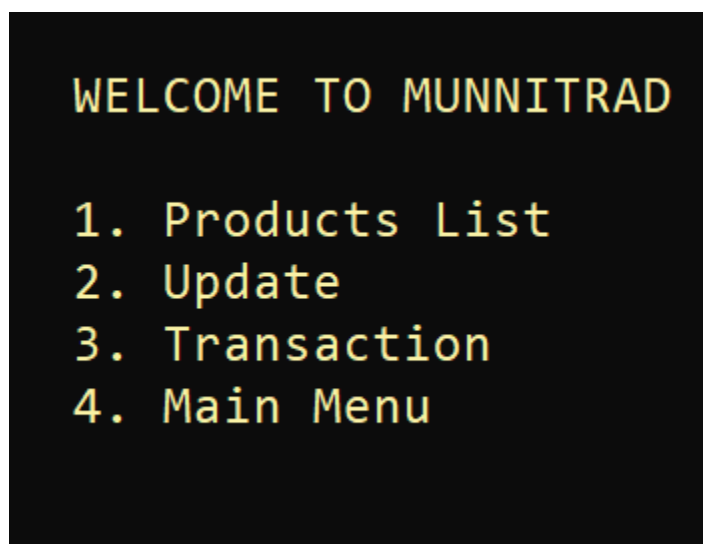 WELCOME TO MUNNITRAD
1. Products List
2. Update
3. Transaction
4. Main Menu